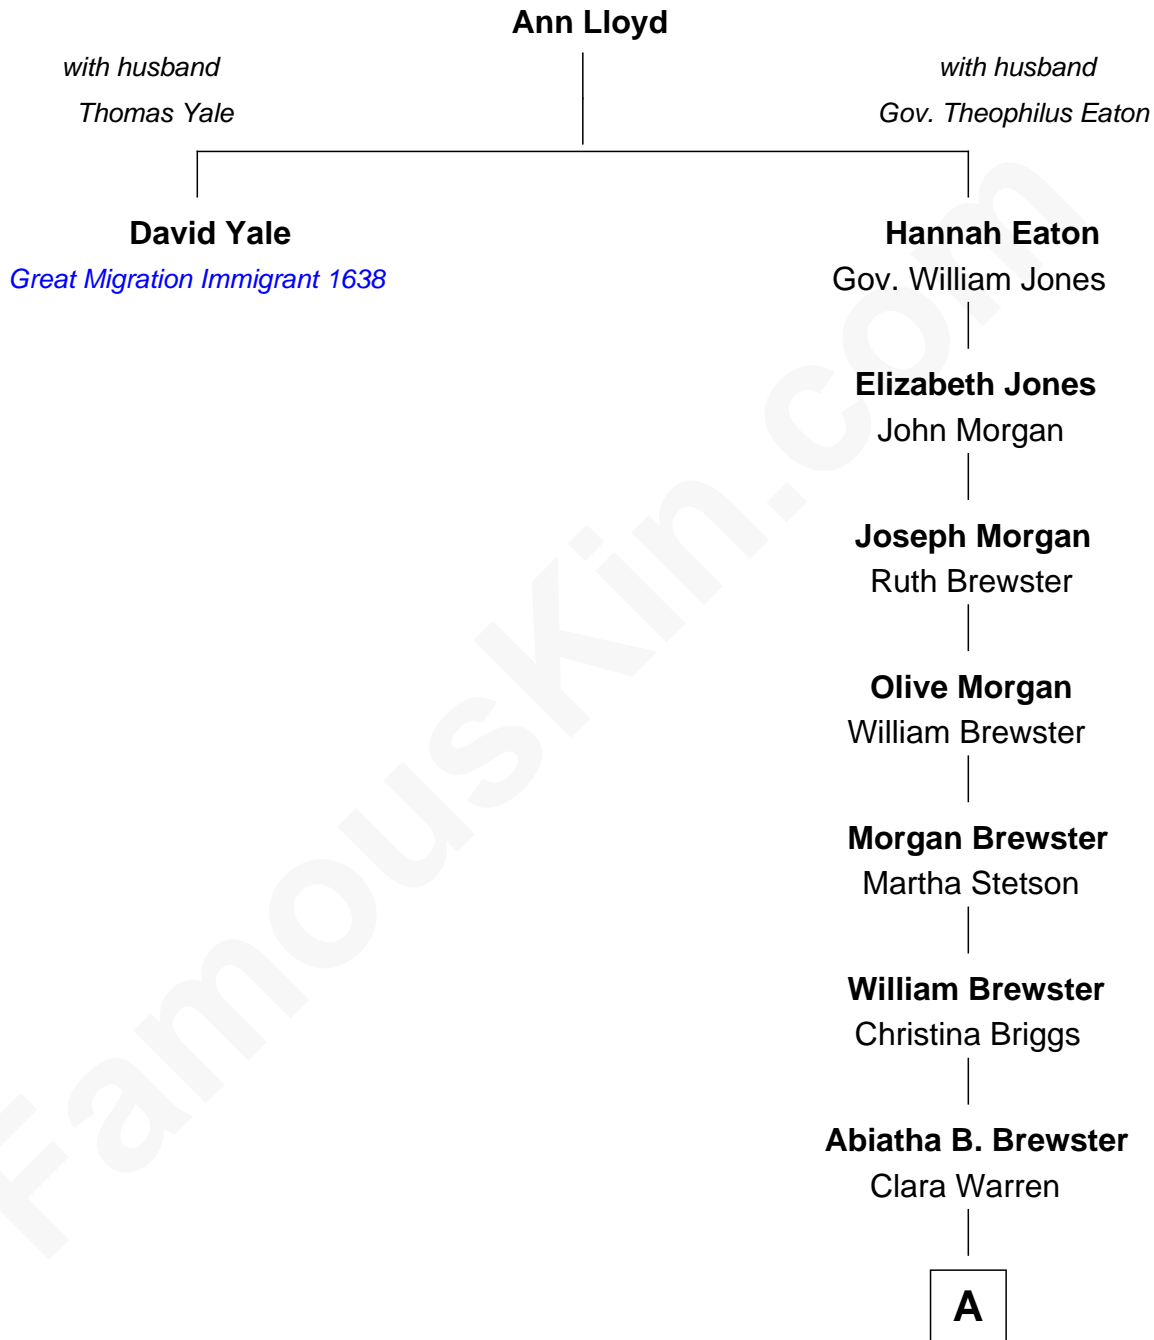 Ann Lloyd
with husband
Thomas Yale
with husband
Gov. Theophilus Eaton
David Yale
Great Migration Immigrant 1638
Hannah Eaton
Gov. William Jones
Elizabeth Jones
John Morgan
Joseph Morgan
Ruth Brewster
Olive Morgan
William Brewster
Morgan Brewster
Martha Stetson
William Brewster
Christina Briggs
Abiatha B. Brewster
Clara Warren
A
FamousKin.com